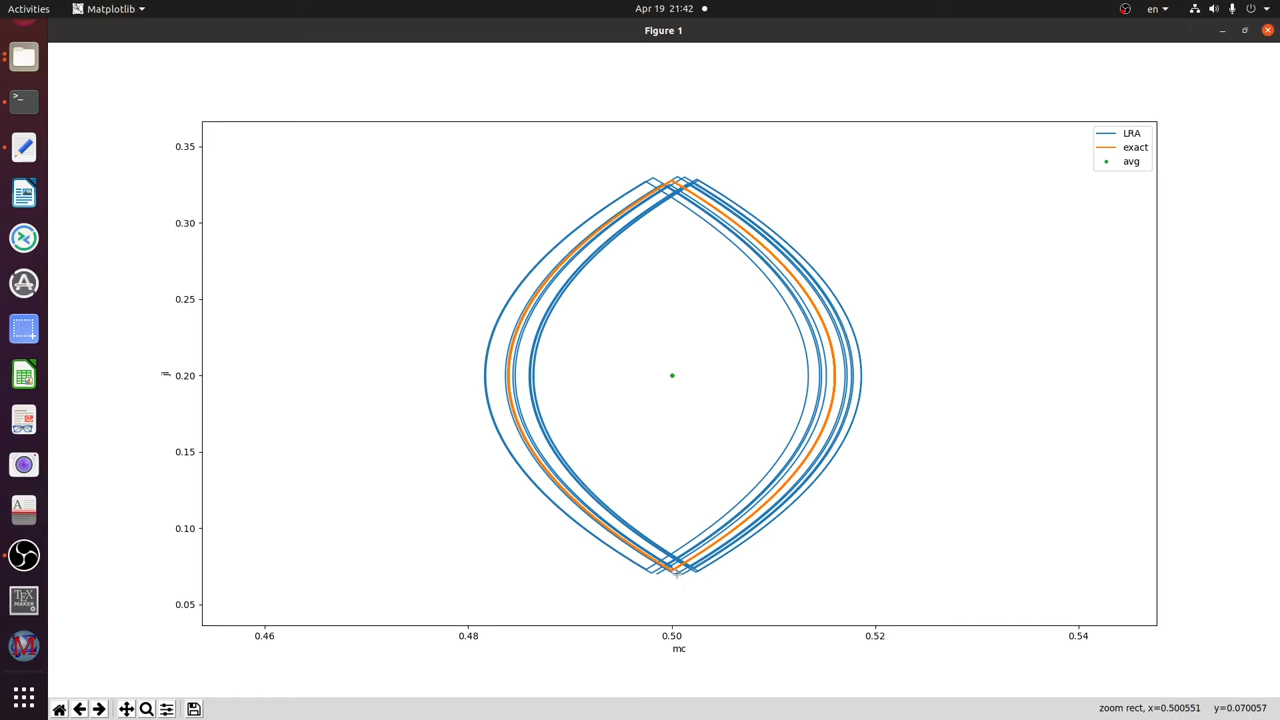 Activities
Matplotlib
Apr 19 21:42
en
Figure 1
LRA
exact
avg
0.35
0.30
0.25
0.20
0.15
0.10
0.05
0.46
0.48
0.50
0.52
0.54
mc
zoom rect, x=0.500551 y=0.070057